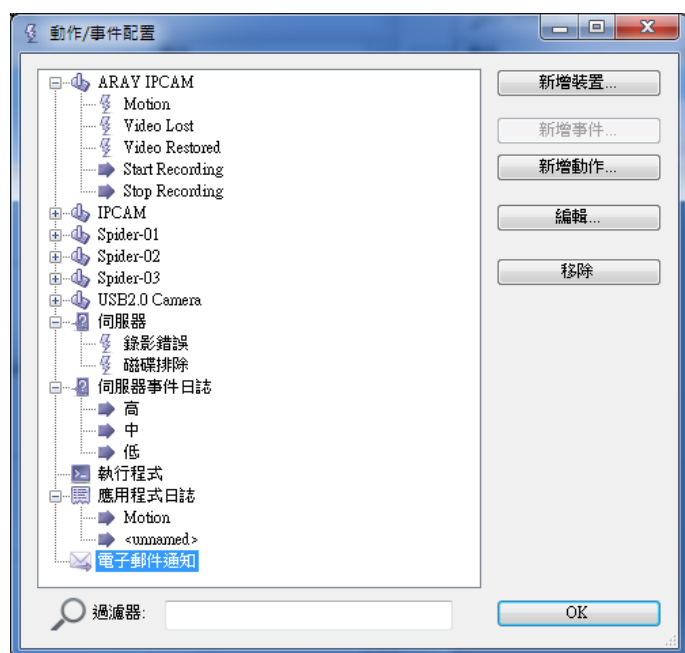 動作/事件配置
ARAY IPCAM
Motion
Video Lost
Video Restored
Start Recording
Stop Recording
IPCAM
Spider-01
Spider-02
Spider-03
USB2.0 Camera
伺服器
錄影錯誤
磁碟排除
伺服器事件日誌
高
中
低
執行程式
應用程式日誌
Motion
<unnamed>
電子郵件通知
新增裝置...
新增事件...
新增動作...
編輯...
移除
過濾器:
OK